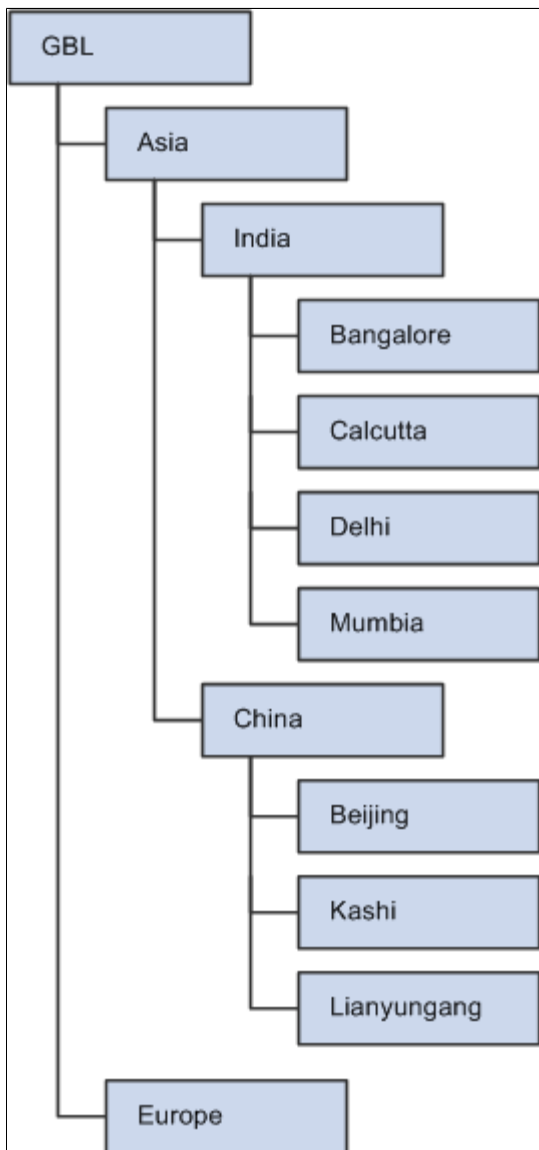 GBL
Asia
India
Bangalore
Calcutta
Delhi
Mumbia
China
Beijing
Kashi
Lianyungang
Europe